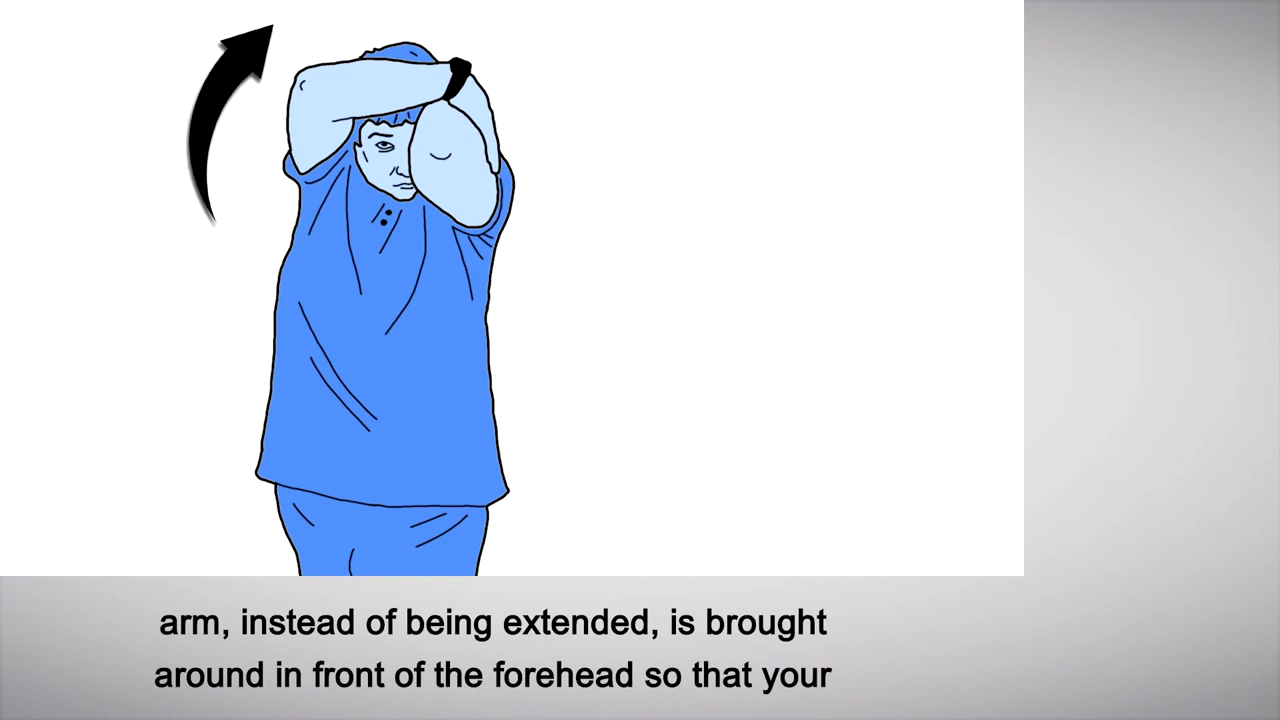 arm, instead of being extended, is brought
around in front of the forehead so that your